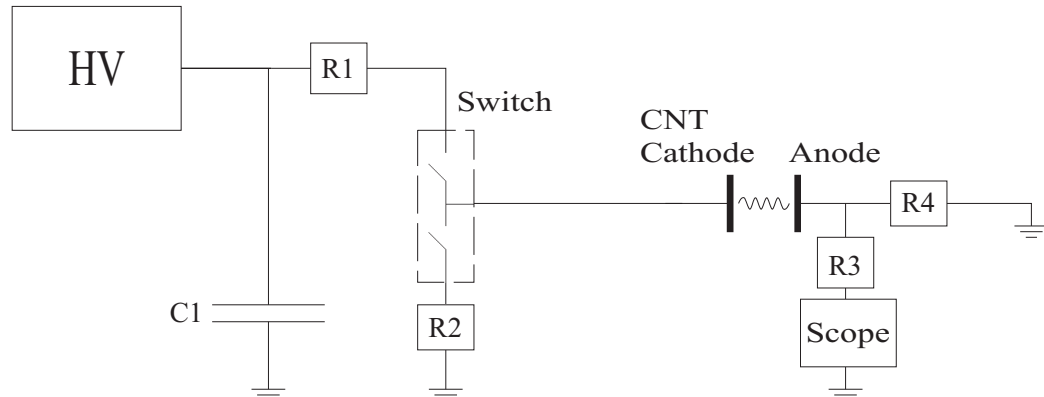 HV
R1
Switch
CNT
Cathode
Anode
R4
R3
C1
R2
Scope